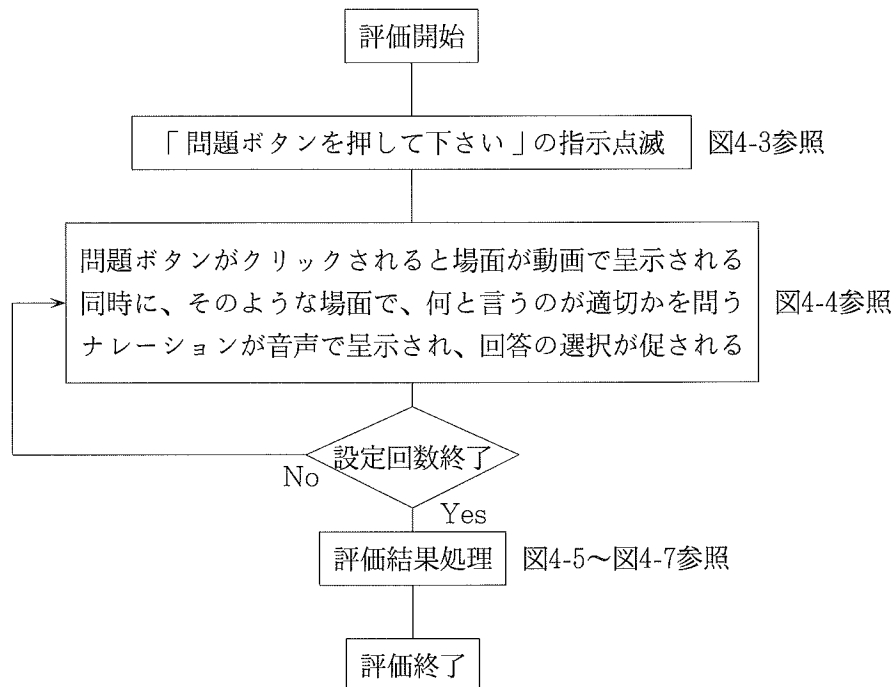 評価開始
「問題ボタンを押して下さい」の指示点滅 図4-3参照
問題ボタンがクリックされると場面が動画で呈示される
同時に、そのような場面で、何と言うのが適切かを問う 図4-4参照
ナレーションが音声で呈示され、回答の選択が促される
設定回数終了
No
Yes
評価結果処理 図4-5〜図4-7参照
評価終了